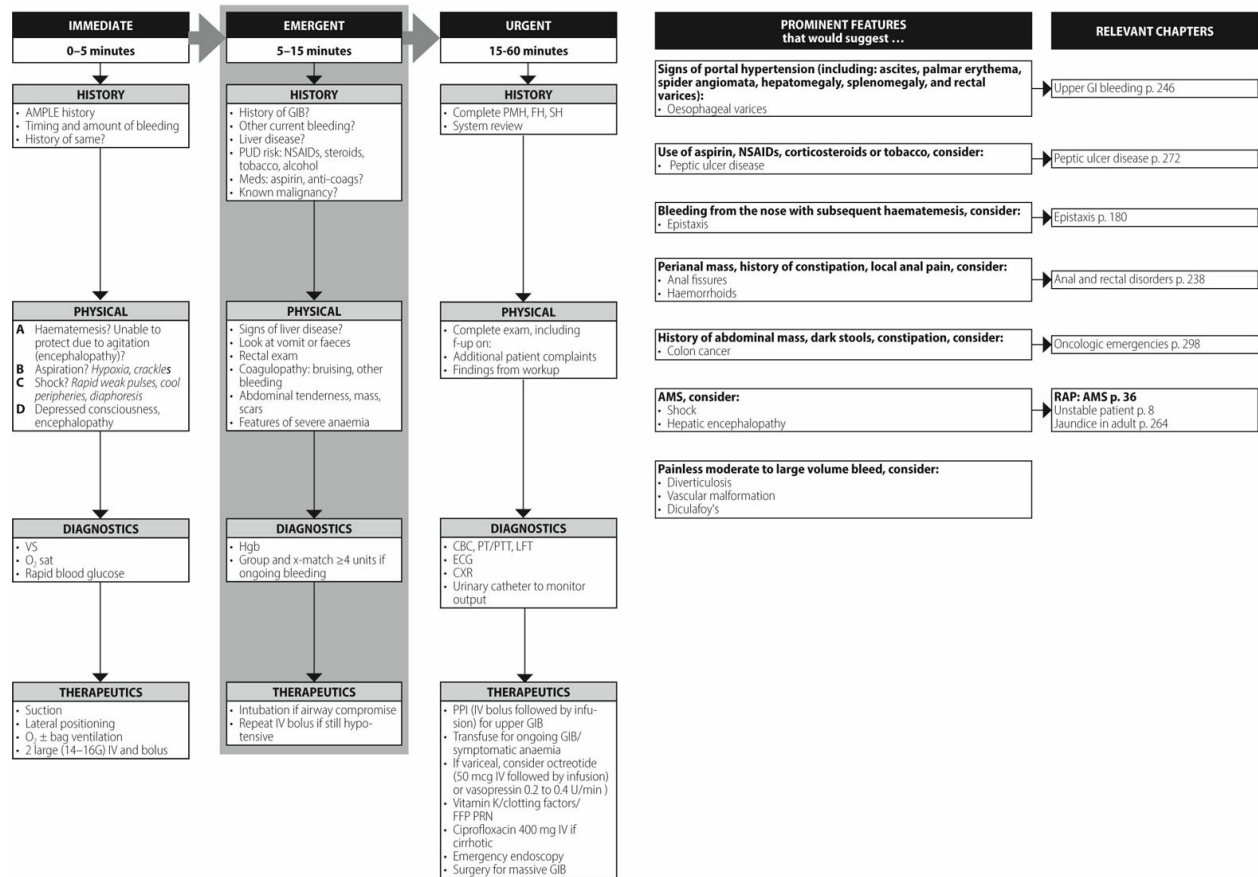 IMMEDIATE
0–5 minutes
HISTORY
• AMPLE history
• Timing and amount of bleeding
• History of same?
PHYSICAL
A Haematemesis? Unable to
protect due to agitation
(encephalopathy)?
B Aspiration? Hypoxia, crackles
C Shock? Rapid weak pulses, cool
peripheries, diaphoresis
D Depressed consciousness,
encephalopathy
DIAGNOSTICS
• VS
• O₂ sat
• Rapid blood glucose
THERAPEUTICS
• Suction
• Lateral positioning
• O₂ ± bag ventilation
• 2 large (14–16G) IV and bolus
EMERGENT
5–15 minutes
HISTORY
• History of GIB?
• Other current bleeding?
• Liver disease?
• PUD risk: NSAIDs, steroids,
tobacco, alcohol
• Meds: aspirin, anti-coags?
• Known malignancy?
PHYSICAL
• Signs of liver disease?
• Look at vomit or faeces
• Rectal exam
• Coagulopathy: bruising, other
bleeding
• Abdominal tenderness, mass,
scars
• Features of severe anaemia
DIAGNOSTICS
• Hgb
• Group and x-match ≥4 units if
ongoing bleeding
THERAPEUTICS
• Intubation if airway compromise
• Repeat IV bolus if still hypo-
tensive
URGENT
15-60 minutes
HISTORY
• Complete PMH, FH, SH
• System review
PHYSICAL
• Complete exam, including
f-up on:
• Additional patient complaints
• Findings from workup
DIAGNOSTICS
• CBC, PT/PTT, LFT
• ECG
• CXR
• Urinary catheter to monitor
output
THERAPEUTICS
• PPI (IV bolus followed by infu-
sion) for upper GIB
• Transfuse for ongoing GIB/
symptomatic anaemia
• If variceal, consider octreotide
(50 mcg IV followed by infusion)
or vasopressin 0.2 to 0.4 U/min )
• Vitamin K/clotting factors/
FFP PRN
• Ciprofloxacin 400 mg IV if
cirrhotic
• Emergency endoscopy
• Surgery for massive GIB
PROMINENT FEATURES
that would suggest ...
RELEVANT CHAPTERS
Signs of portal hypertension (including: ascites, palmar erythema,
spider angiomata, hepatomegaly, splenomegaly, and rectal
varices):
• Oesophageal varices
Upper GI bleeding p. 246
Use of aspirin, NSAIDs, corticosteroids or tobacco, consider:
• Peptic ulcer disease
Peptic ulcer disease p. 272
Bleeding from the nose with subsequent haematemesis, consider:
• Epistaxis
Epistaxis p. 180
Perianal mass, history of constipation, local anal pain, consider:
• Anal fissures
• Haemorrhoids
Anal and rectal disorders p. 238
History of abdominal mass, dark stools, constipation, consider:
• Colon cancer
Oncologic emergencies p. 298
AMS, consider:
• Shock
• Hepatic encephalopathy
RAP: AMS p. 36
Unstable patient p. 8
Jaundice in adult p. 264
Painless moderate to large volume bleed, consider:
• Diverticulosis
• Vascular malformation
• Diculafoy's